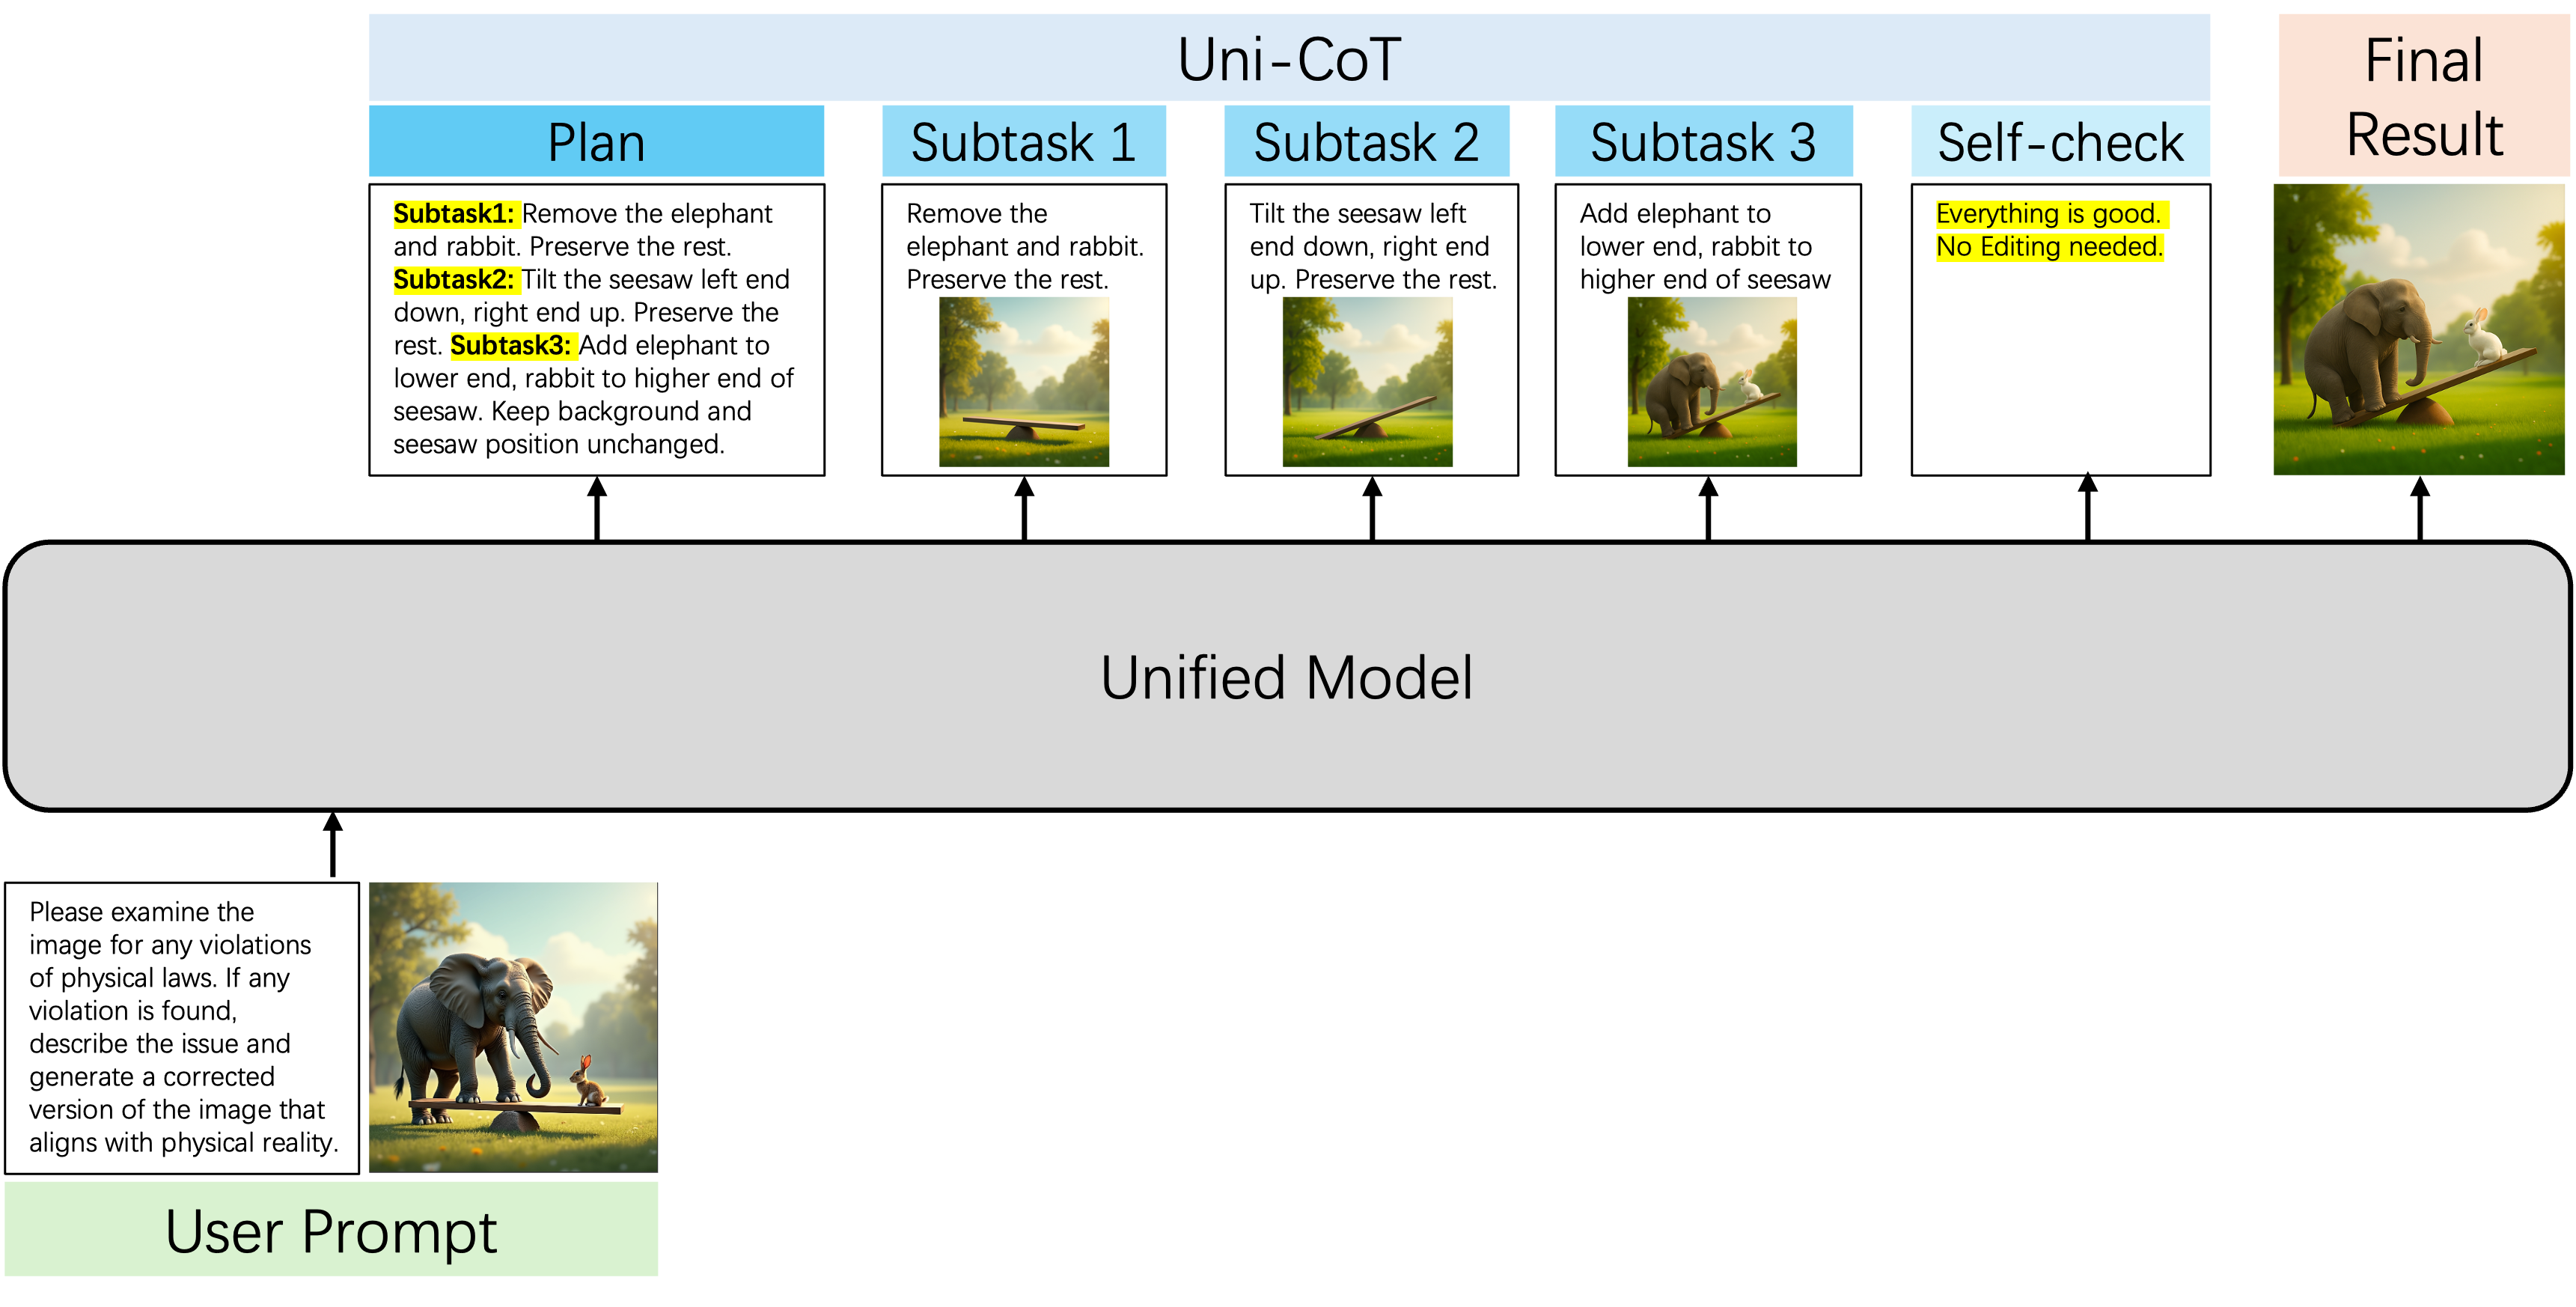 Uni-CoT
Final
Result
Plan
Subtask 1
Subtask 2
Subtask 3
Self-check
Subtask1: Remove the elephant
and rabbit. Preserve the rest.
Subtask2: Tilt the seesaw left end
down, right end up. Preserve the
rest. Subtask3: Add elephant to
lower end, rabbit to higher end of
seesaw. Keep background and
seesaw position unchanged.
Remove the
elephant and rabbit.
Preserve the rest.
Tilt the seesaw left
end down, right end
up. Preserve the rest.
Add elephant to
lower end, rabbit to
higher end of seesaw
Everything is good.
No Editing needed.
Unified Model
Please examine the
image for any violations
of physical laws. If any
violation is found,
describe the issue and
generate a corrected
version of the image that
aligns with physical reality.
User Prompt